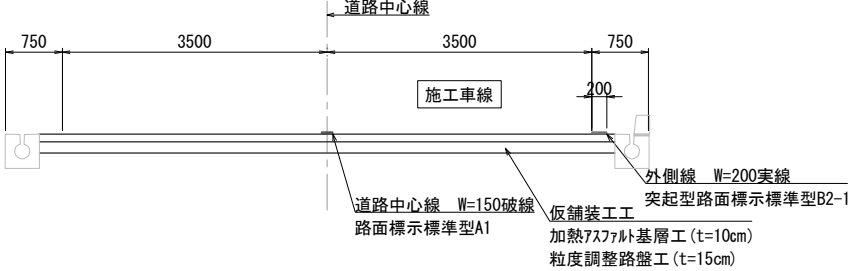 道路中心線
750
3500
3500
750
200
施工車線
外側線 W=200実線
突起型路面標示標準型B2-1
道路中心線 W=150破線
路面標示標準型A1
仮舗装工工
加熱ｱｽﾌｧﾙﾄ基層工(t=10cm)
粒度調整路盤工(t=15cm)